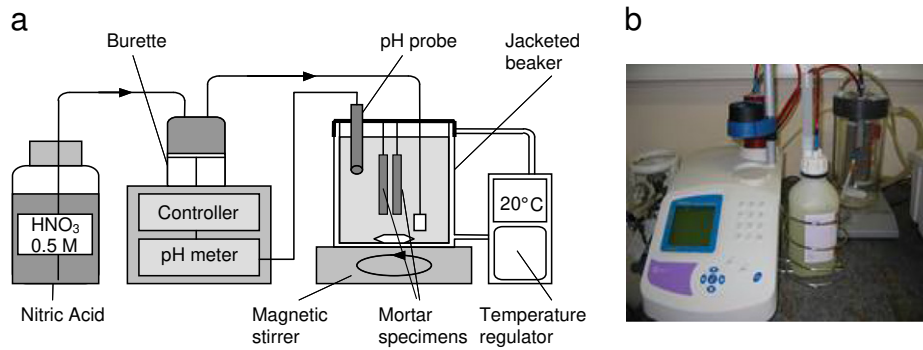 a
Burette
pH probe
Jacketed
beaker
HNO₃
0.5 M
Controller
pH meter
20°C
Nitric Acid
Magnetic
stirrer
Mortar
specimens
Temperature
regulator
b